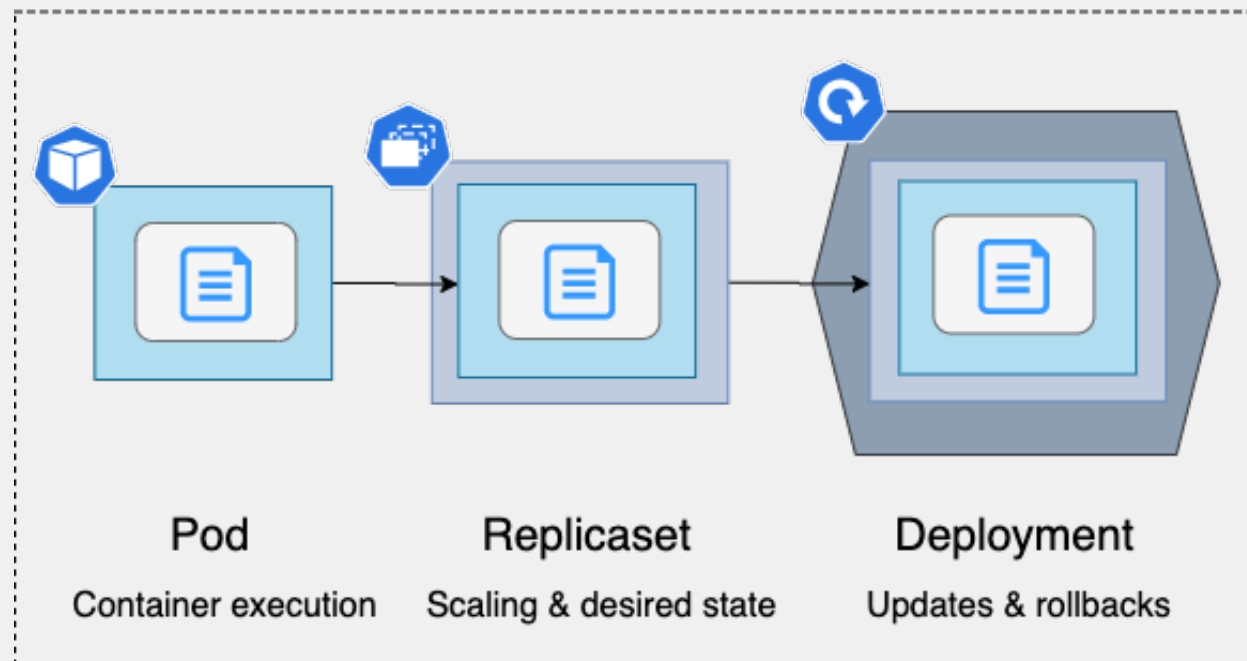 Pod
Replicaset
Deployment
Container execution
Scaling & desired state
Updates & rollbacks